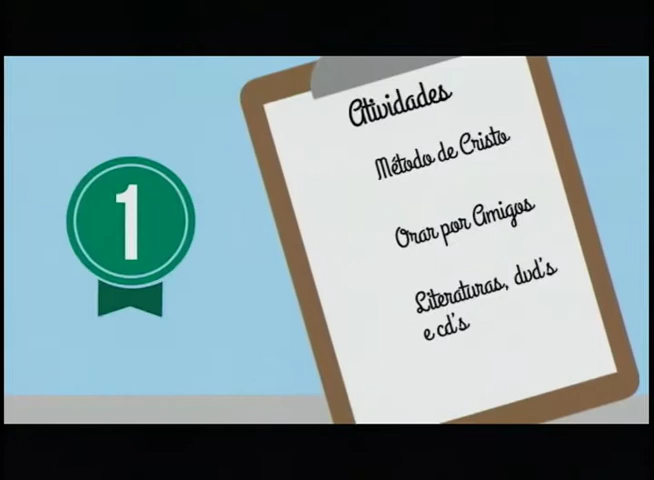 1
Atividades
Método de Cristo
Orar por Amigos
Literaturas, dvd's
e cd's